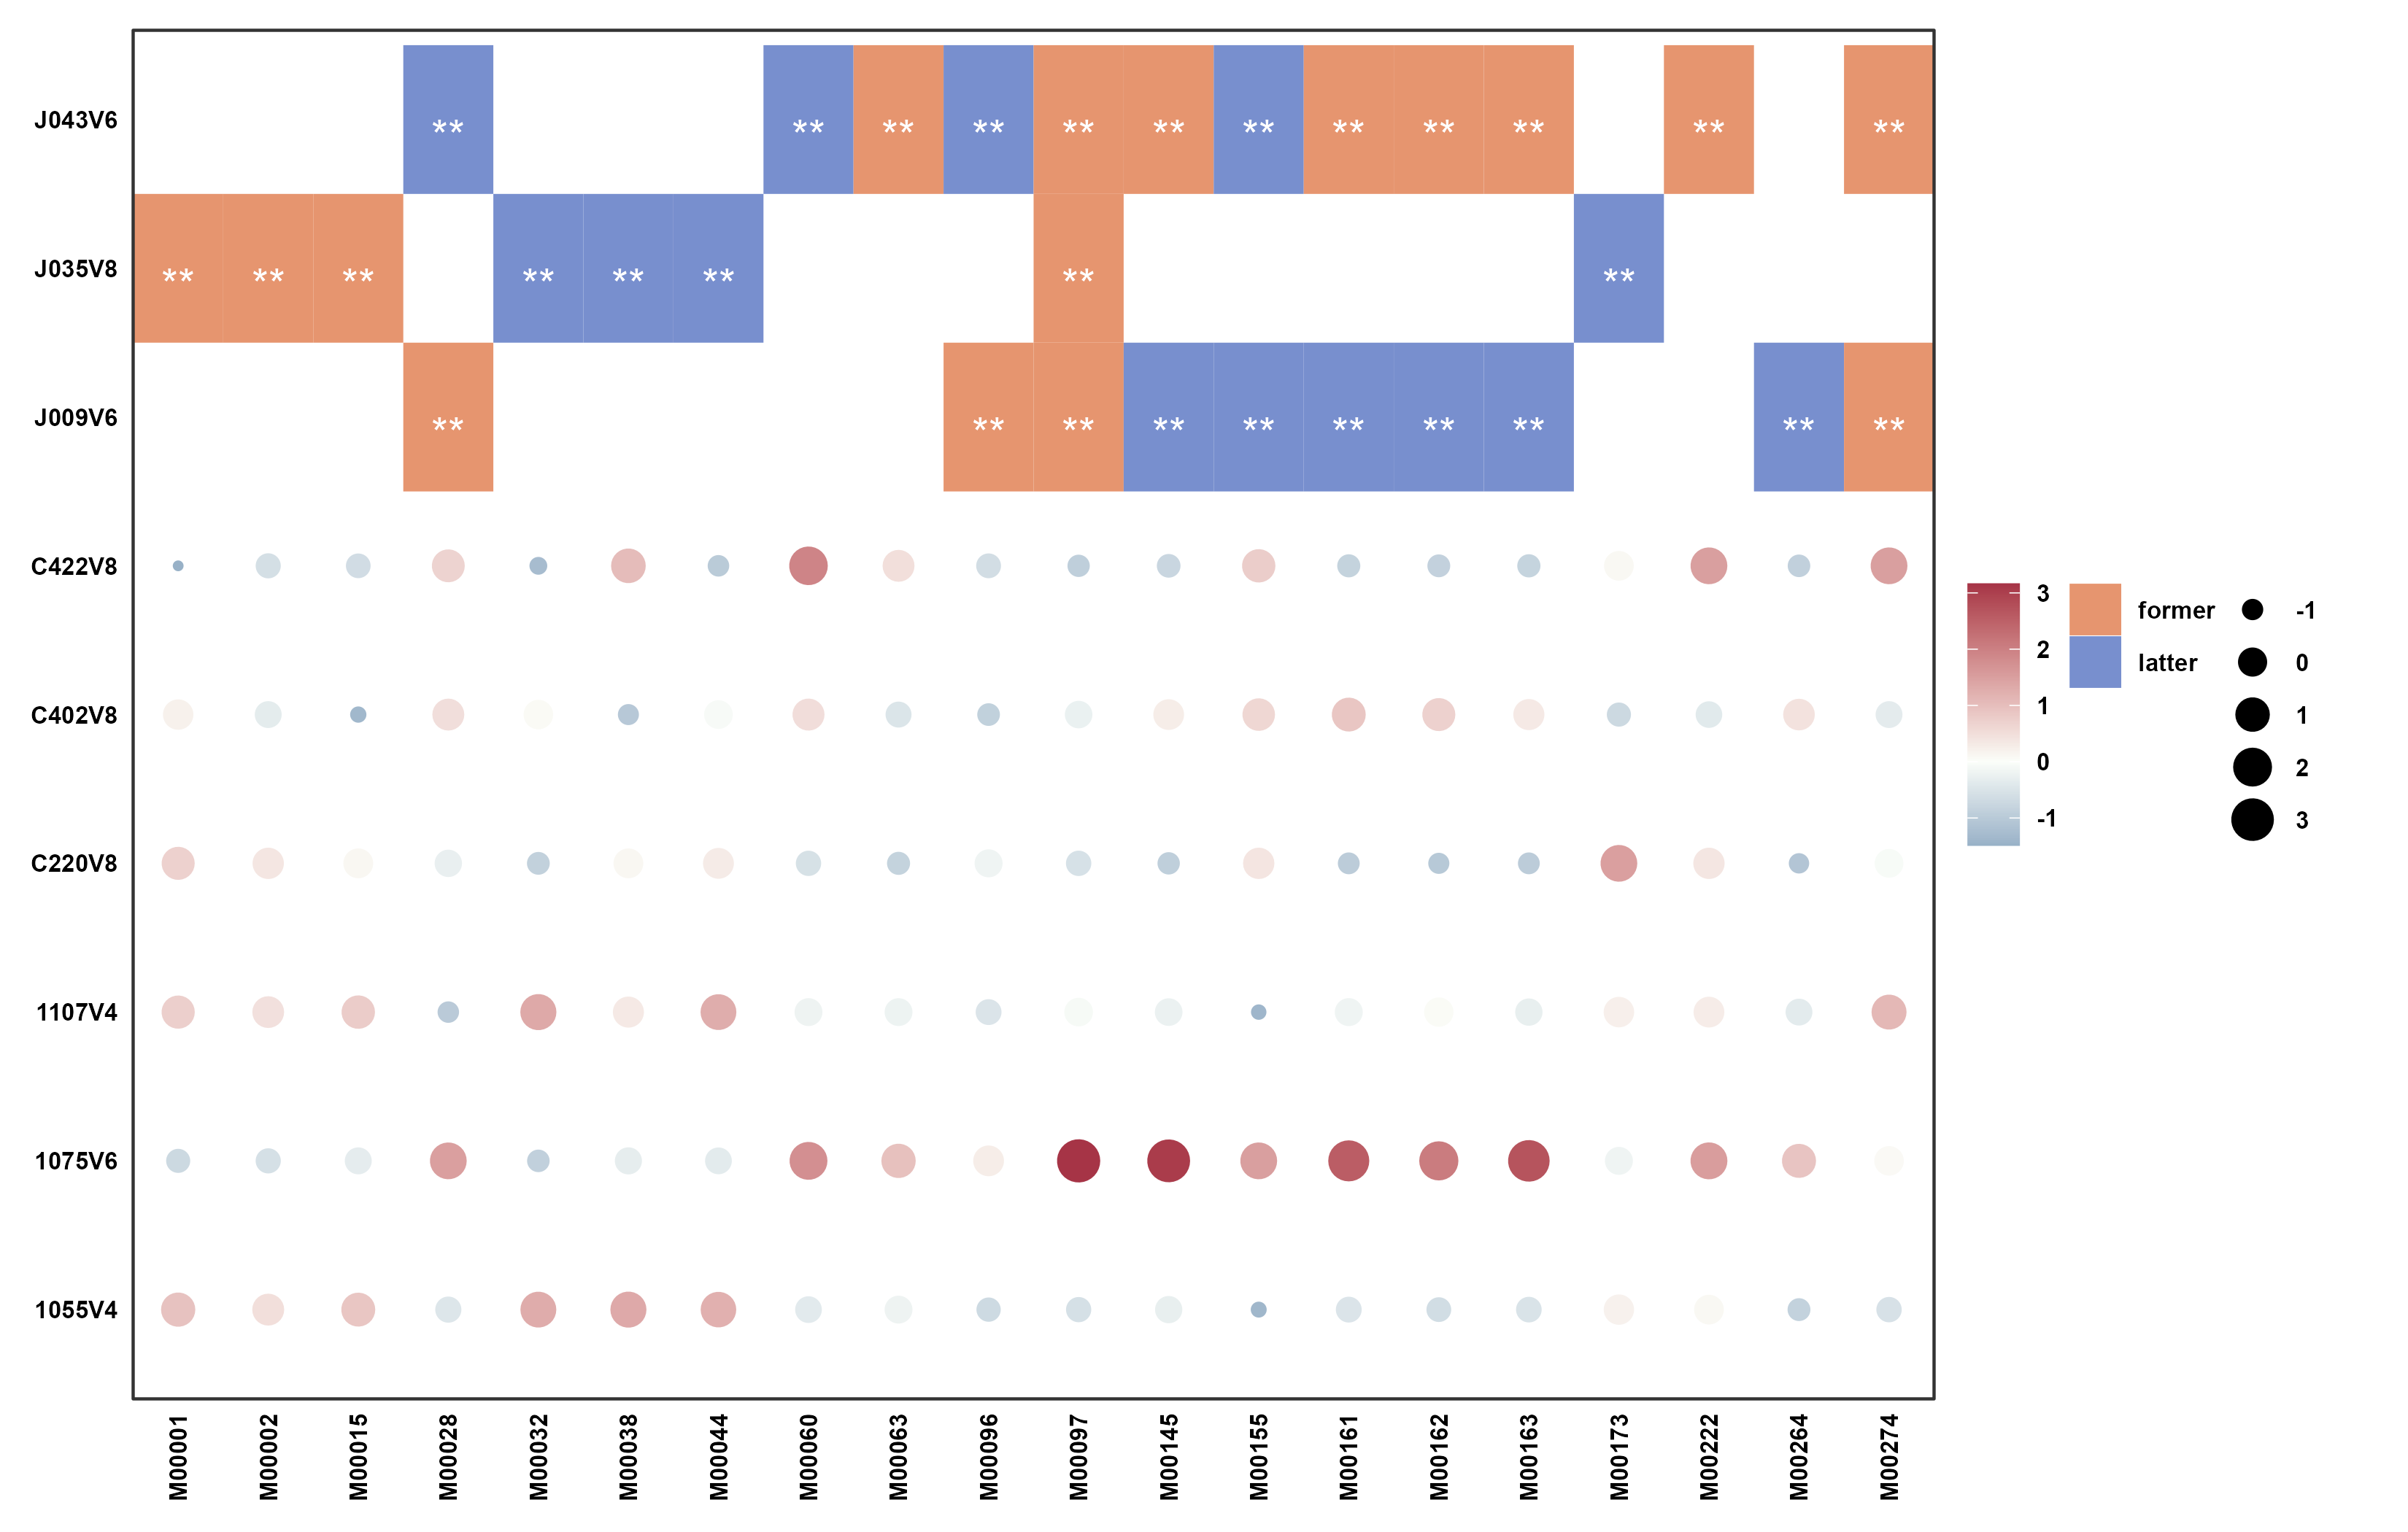 J043V6 ** ** ** ** ** ** ** ** ** ** ** **
J035V8 ** ** ** ** ** ** ** **
J009V6 ** ** ** ** ** ** ** ** ** **
C422V8
C402V8
C220V8
1107V4
1075V6
1055V4
M00001 M00002 M00015 M00028 M00032 M00038 M00044 M00060 M00063 M00096 M00097 M00145 M00155 M00161 M00162 M00163 M00173 M00222 M00264 M00274
3
2
1
0
-1
former
latter
-1
0
1
2
3